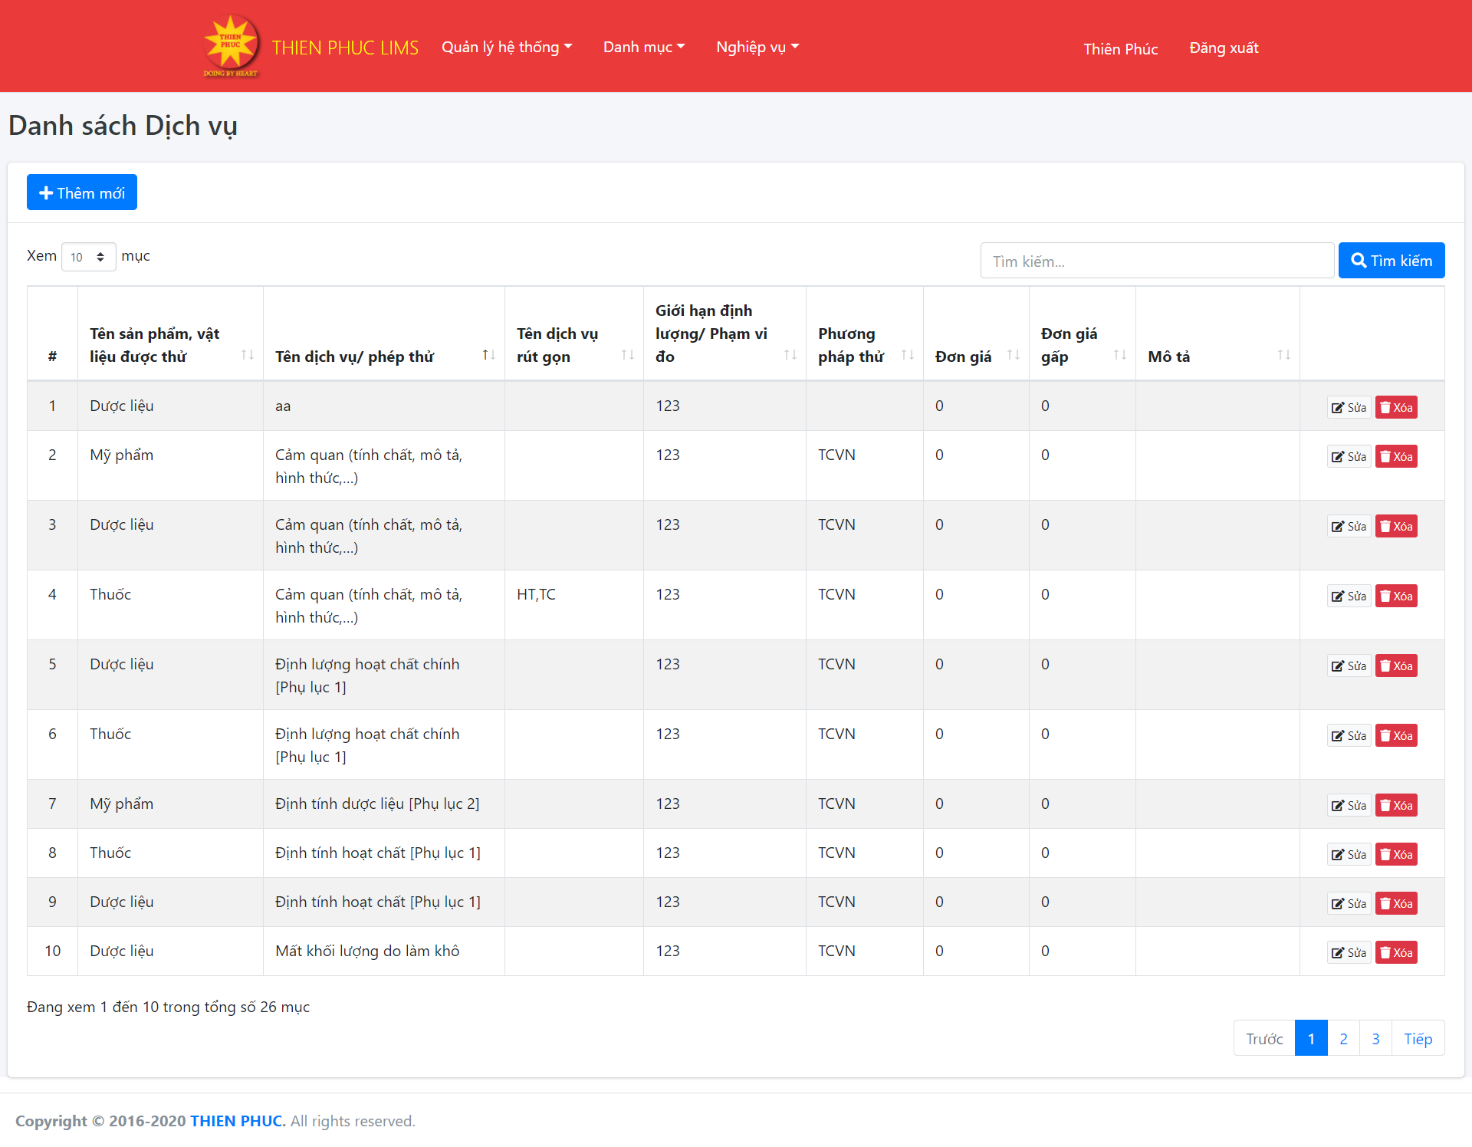 THIEN PHUC
DOING BY HEART
THIEN PHUC LIMS Quản lý hệ thống Danh mục Nghiệp vụ Thiên Phúc Đăng xuất
Danh sách Dịch vụ
Thêm mới
Xem 10 mục Tìm kiếm... Tìm kiếm
# Tên sản phẩm, vật liệu được thử Tên dịch vụ/ phép thử Tên dịch vụ rút gọn Giới hạn định lượng/ Phạm vi đo Phương pháp thử Đơn giá Đơn giá gấp Mô tả
1 Dược liệu aa 123 0 0 Sửa Xóa
2 Mỹ phẩm Cảm quan (tính chất, mô tả, 123 TCVN 0 0 Sửa Xóa
hình thức,...)
3 Dược liệu Cảm quan (tính chất, mô tả, 123 TCVN 0 0 Sửa Xóa
hình thức,...)
4 Thuốc Cảm quan (tính chất, mô tả, HT,TC 123 TCVN 0 0 Sửa Xóa
hình thức,...)
5 Dược liệu Định lượng hoạt chất chính 123 TCVN 0 0 Sửa Xóa
[Phụ lục 1]
6 Thuốc Định lượng hoạt chất chính 123 TCVN 0 0 Sửa Xóa
[Phụ lục 1]
7 Mỹ phẩm Định tính dược liệu [Phụ lục 2] 123 TCVN 0 0 Sửa Xóa
8 Thuốc Định tính hoạt chất [Phụ lục 1] 123 TCVN 0 0 Sửa Xóa
9 Dược liệu Định tính hoạt chất [Phụ lục 1] 123 TCVN 0 0 Sửa Xóa
10 Dược liệu Mất khối lượng do làm khô 123 TCVN 0 0 Sửa Xóa
Đang xem 1 đến 10 trong tổng số 26 mục
Trước 1 2 3 Tiếp
Copyright © 2016-2020 THIEN PHUC. All rights reserved.